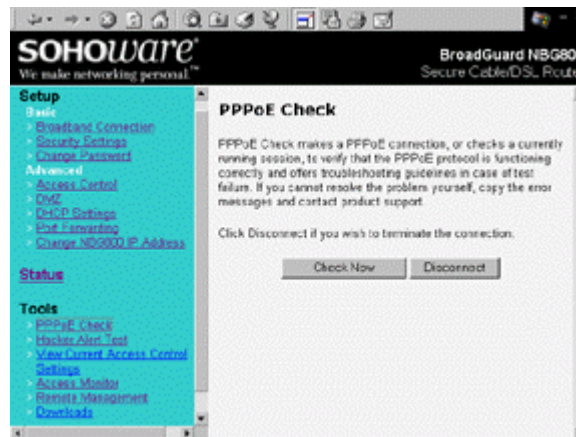 SOHOware
We make networking personal.™
BroadGuard NBG80
Secure Cable/DSL Route
Setup
Basic
> Broadband Connection
> Security Settings
> Change Password
Advanced
> Access Control
> DMZ
> DHCP Settings
> Port Forwarding
> Change NBG800 IP Address
Status
Tools
> PPPoE Check
> Hacker Alert Test
> View Current Access Control
Settings
> Access Monitor
> Remote Management
> Downloads
PPPoE Check
PPPoE Check makes a PPPoE connection, or checks a currently
running session, to verify that the PPPoE protocol is functioning
correctly and offers troubleshooting guidelines in case of test
failure. If you cannot resolve the problem yourself, copy the error
messages and contact product support.
Click Disconnect if you wish to terminate the connection.
Check Now
Disconnect